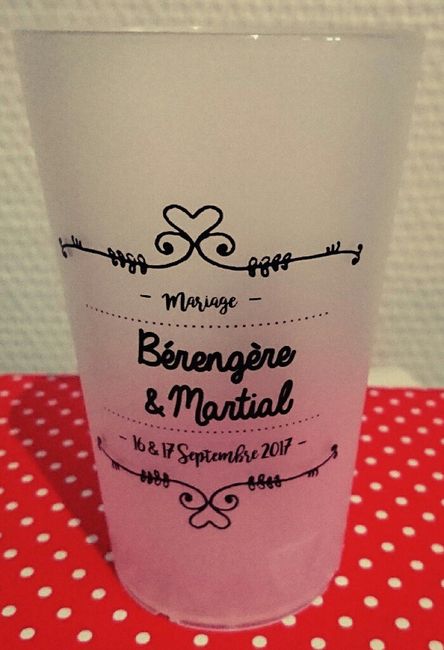 - Mariage -
Bérengère
& Martial
- 16 & 17 Septembre 2017 -